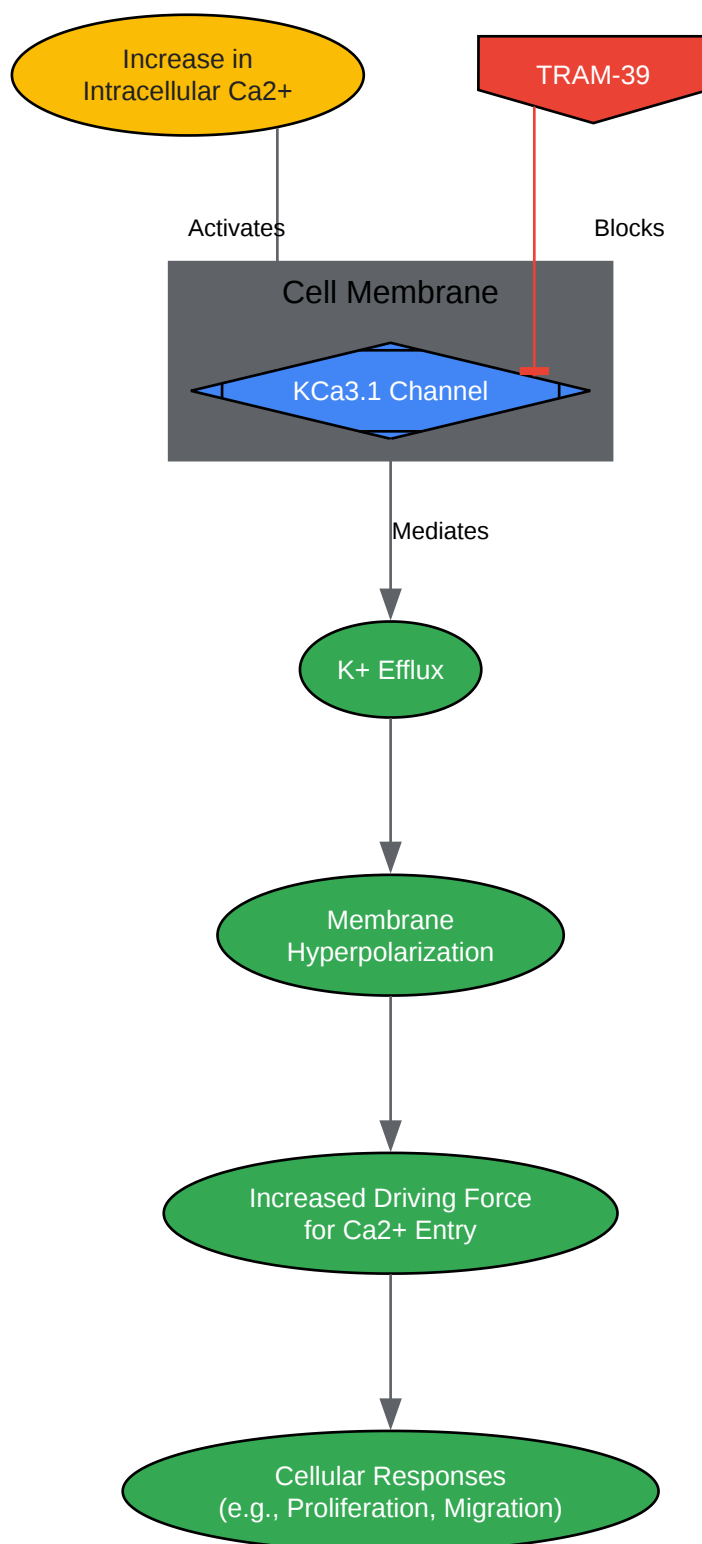 Increase in
Intracellular Ca2+
TRAM-39
Activates
Blocks
Cell Membrane
KCa3.1 Channel
Mediates
K+ Efflux
Membrane
Hyperpolarization
Increased Driving Force
for Ca2+ Entry
Cellular Responses
(e.g., Proliferation, Migration)